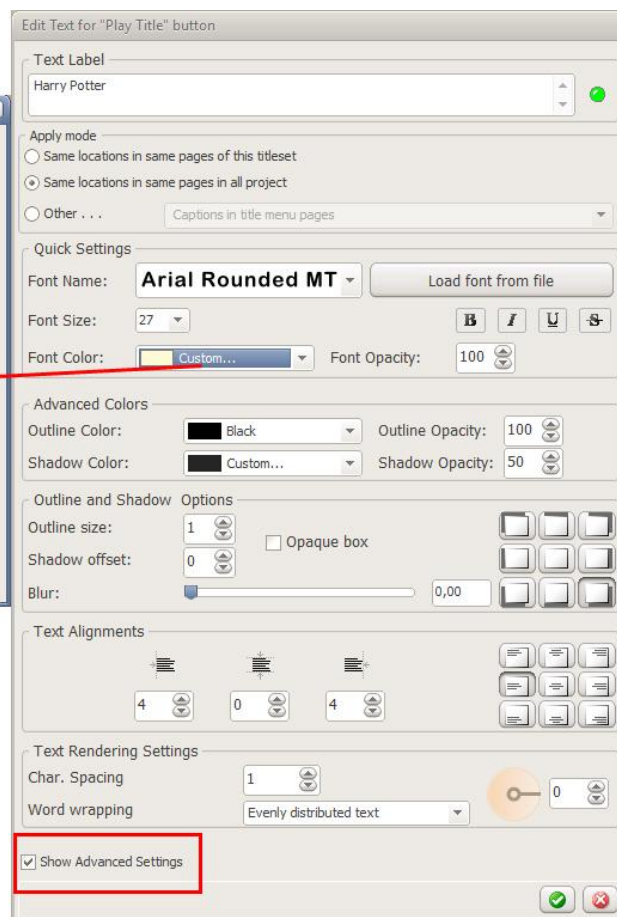 Edit Text for "Play Title" button
Text Label
Harry Potter
Apply mode
Same locations in same pages of this titleset
Same locations in same pages in all project
Other . . . Captions in title menu pages
Quick Settings
Font Name: Arial Rounded MT Load font from file
Font Size: 27 B I U S
Font Color: Custom... Font Opacity: 100
Advanced Colors
Outline Color: Black Outline Opacity: 100
Shadow Color: Custom... Shadow Opacity: 50
Outline and Shadow Options
Outline size: 1 Opaque box
Shadow offset: 0
Blur: 0,00
Text Alignments
4 0 4
Text Rendering Settings
Char. Spacing 1 0
Word wrapping Evenly distributed text
Show Advanced Settings